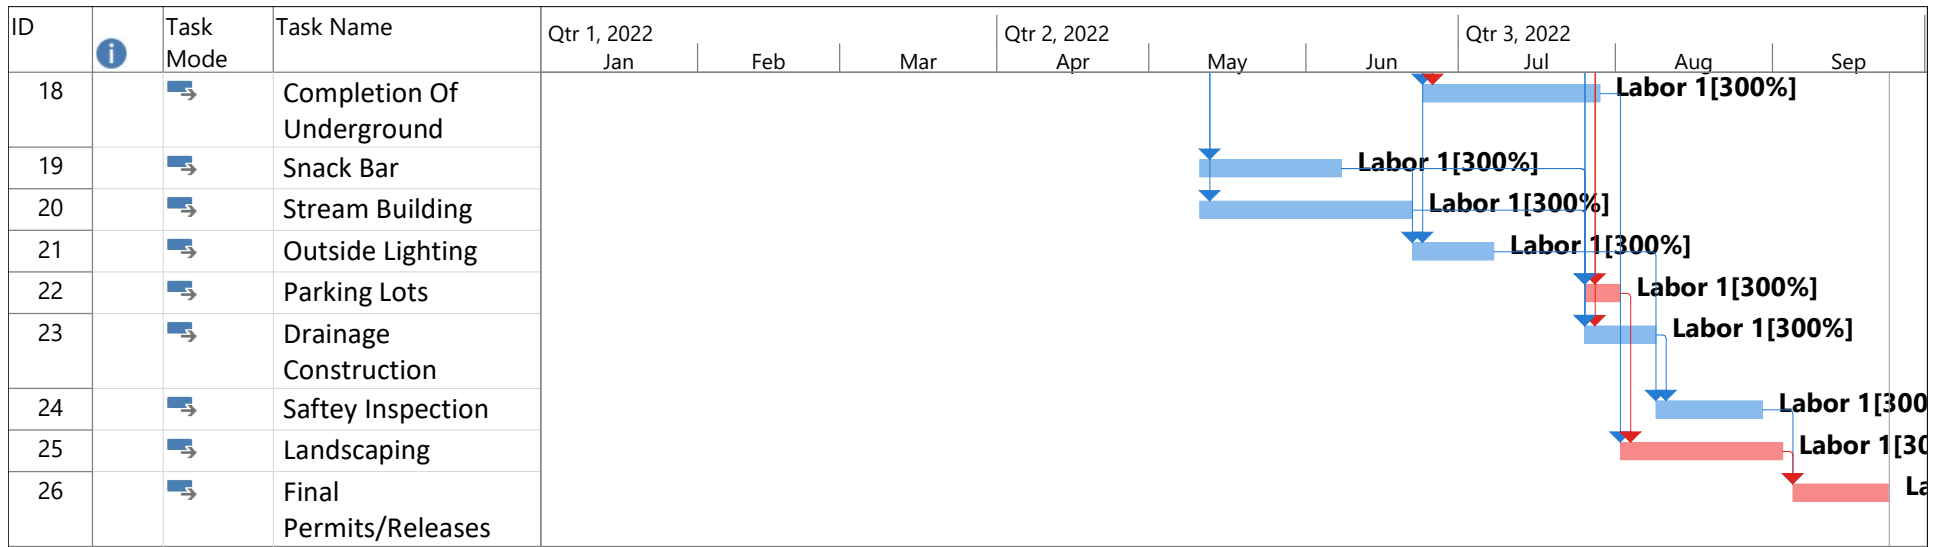 ID
Task Mode
Task Name
Qtr 1, 2022
Qtr 2, 2022
Qtr 3, 2022
Jan
Feb
Mar
Apr
May
Jun
Jul
Aug
Sep
18
Completion Of
Underground
Labor 1[300%]
19
Snack Bar
Labor 1[300%]
20
Stream Building
Labor 1[300%]
21
Outside Lighting
Labor 1[300%]
22
Parking Lots
Labor 1[300%]
23
Drainage
Construction
Labor 1[300%]
24
Saftey Inspection
Labor 1[300
25
Landscaping
Labor 1[30
26
Final
Permits/Releases
La